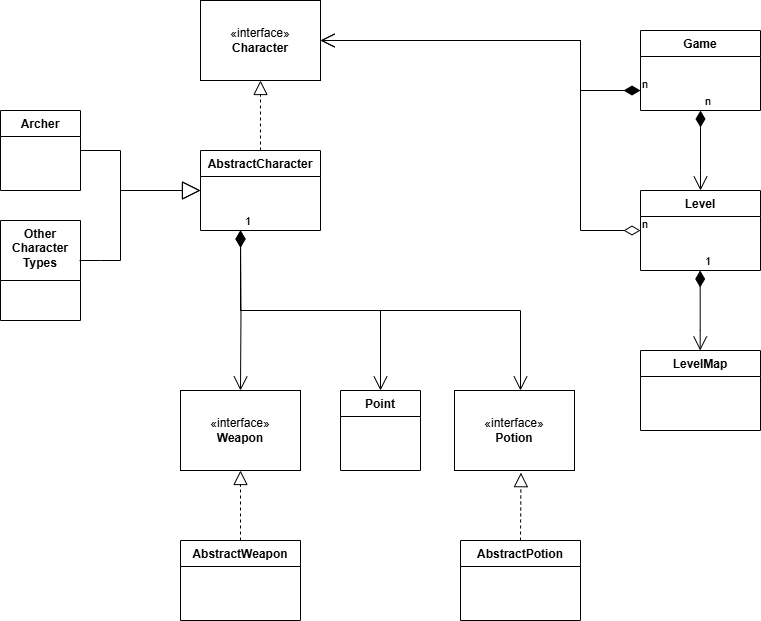 «interface»
Character
Game
n
n
Archer
AbstractCharacter
1
Level
n
1
Other
Character
Types
LevelMap
«interface»
Weapon
Point
«interface»
Potion
AbstractWeapon
AbstractPotion